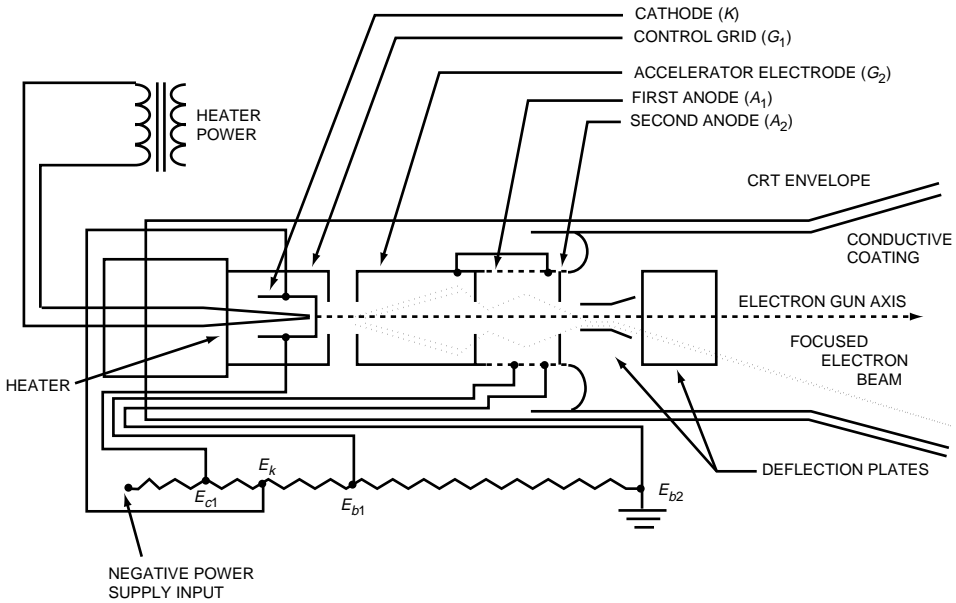 CATHODE (K)
CONTROL GRID (G1)
ACCELERATOR ELECTRODE (G2)
FIRST ANODE (A1)
SECOND ANODE (A2)
HEATER
POWER
CRT ENVELOPE
CONDUCTIVE
COATING
ELECTRON GUN AXIS
FOCUSED
ELECTRON
BEAM
HEATER
DEFLECTION PLATES
Ek
Ec1
Eb1
Eb2
NEGATIVE POWER
SUPPLY INPUT